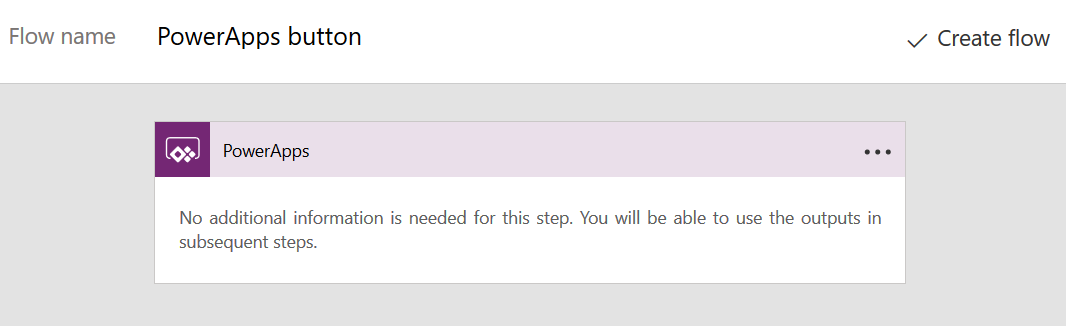 Flow name PowerApps button Create flow
PowerApps
No additional information is needed for this step. You will be able to use the outputs in
subsequent steps.